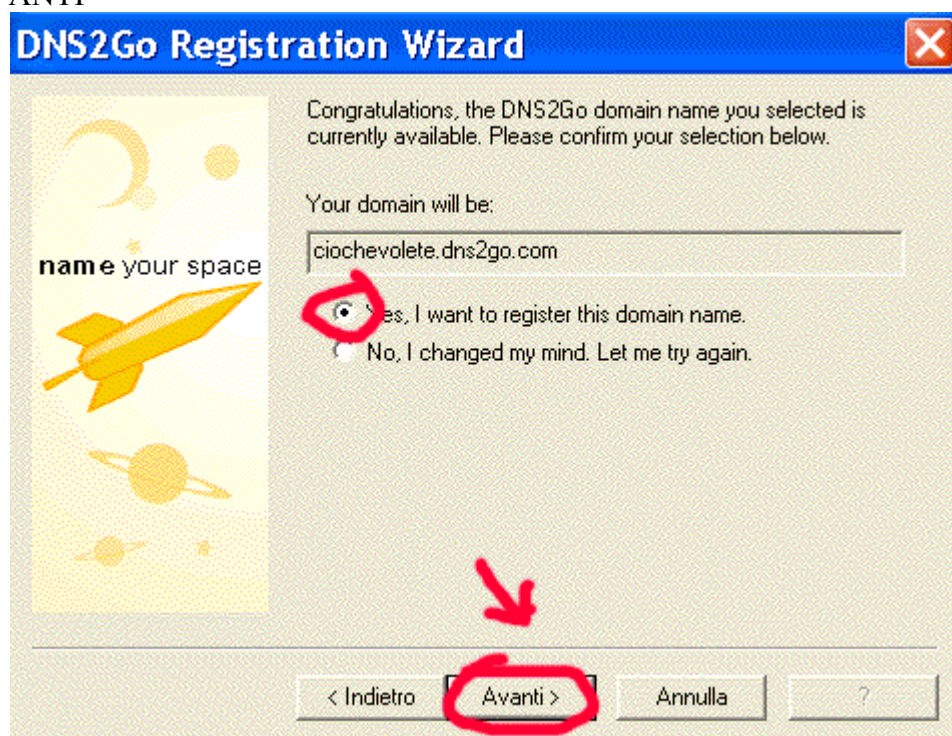 DNS2Go Registration Wizard
Congratulations, the DNS2Go domain name you selected is
currently available. Please confirm your selection below.
Your domain will be:
ciochevolete.dns2go.com
name your space
Yes, I want to register this domain name.
No, I changed my mind. Let me try again.
< Indietro
Avanti >
Annulla
?